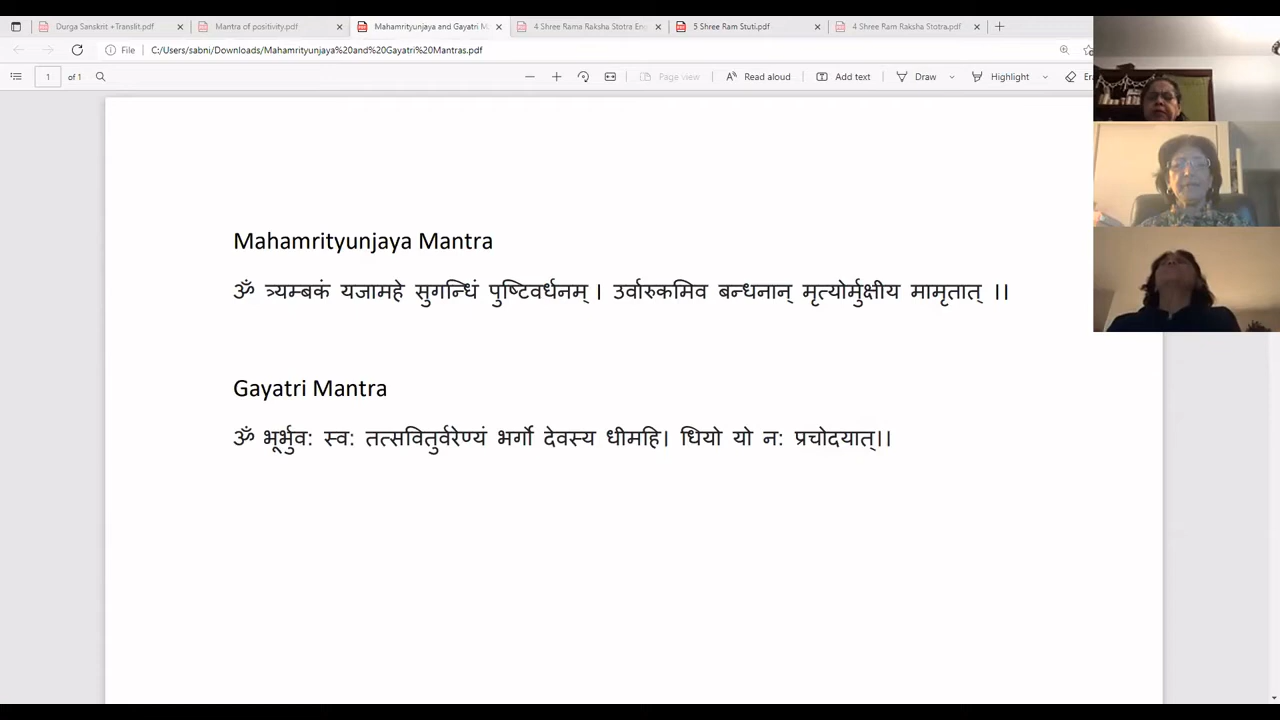 Durga Sanskrit +Translit.pdf
Mantra of positivity.pdf
Mahamrityunjaya and Gayatri M
4 Shree Rama Raksha Stotra En
5 Shree Ram Stuti.pdf
4 Shree Ram Raksha Stotra.pdf
File C:/Users/sabni/Downloads/Mahamrityunjaya%20and%20Gayatri%20Mantras.pdf
1 of 1 Page view Read aloud Add text Draw Highlight
Mahamrityunjaya Mantra
ॐ त्र्यम्बकं यजामहे सुगन्धिं पुष्टिवर्धनम् । उर्वारुकमिव बन्धनान् मृत्योर्मुक्षीय मामृतात् ।।
Gayatri Mantra
ॐ भूर्भुव: स्व: तत्सवितुर्वरेण्यं भर्गो देवस्य धीमहि। धियो यो न: प्रचोदयात्।।